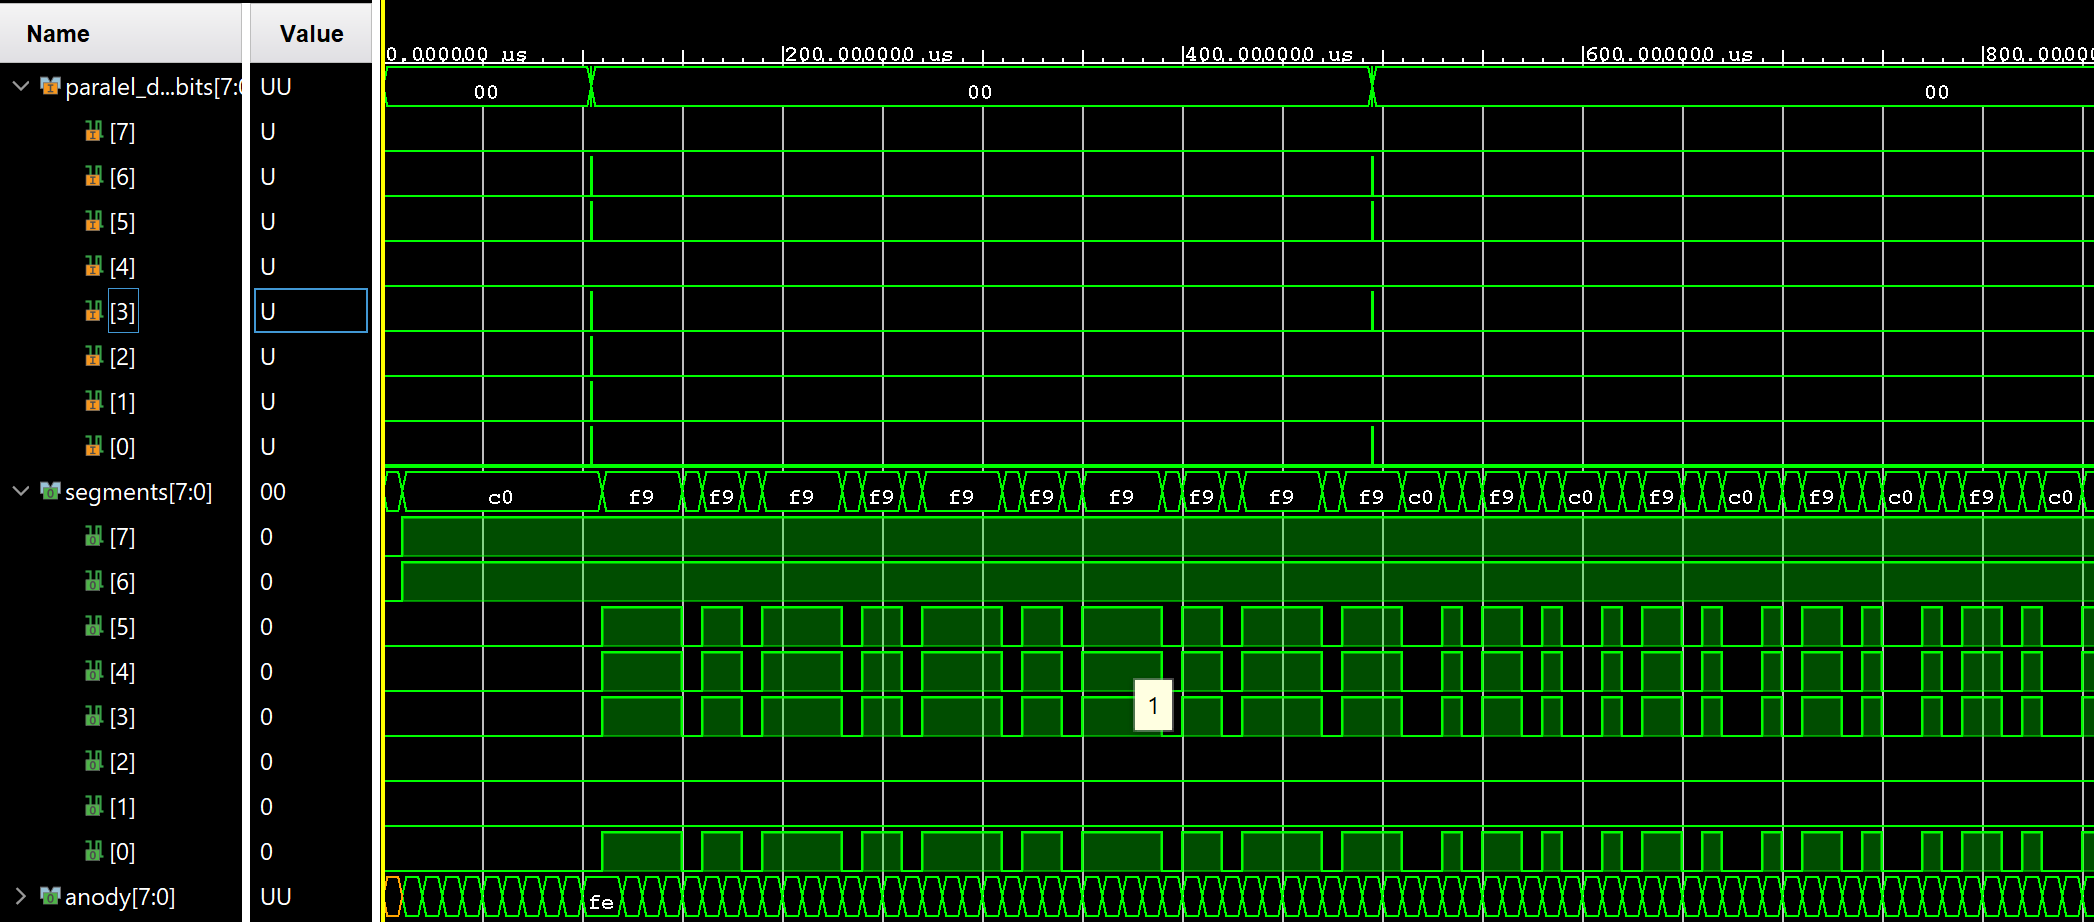 Name Value
0.000000 us 200.000000 us 400.000000 us 600.000000 us 800.00000
paralel_d...bits[7:0 UU 00 00 00
[7] U
[6] U
[5] U
[4] U
[3] U
[2] U
[1] U
[0] U
segments[7:0] 00 c0 f9 f9 f9 f9 f9 f9 f9 f9 f9 f9 c0 f9 c0 f9 c0 f9 c0 f9 c0
[7] 0
[6] 0
[5] 0
[4] 0
[3] 0 1
[2] 0
[1] 0
[0] 0
anody[7:0] UU fe